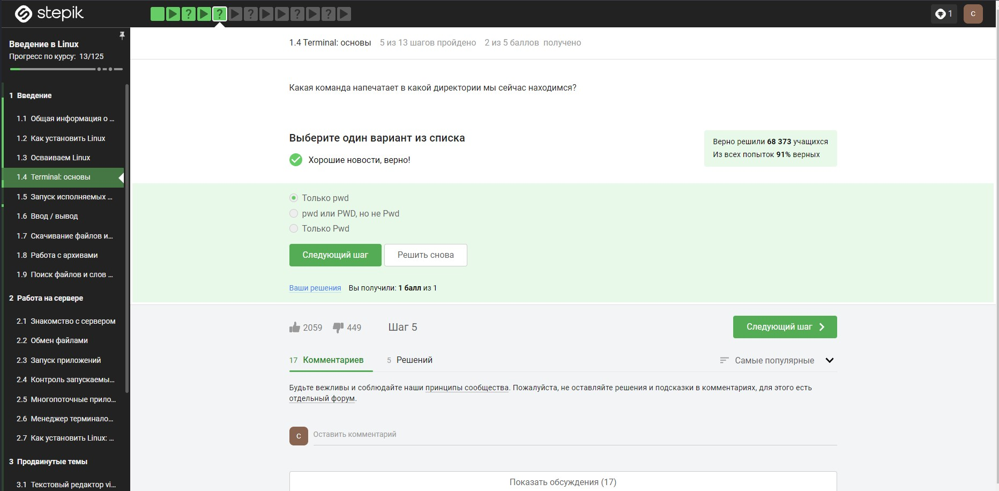 stepik
? ? ? ? ?
1
C
Введение в Linux
Прогресс по курсу: 13/125
1 Введение
1.1 Общая информация о ...
1.2 Как установить Linux
1.3 Осваиваем Linux
1.4 Terminal: основы
1.5 Запуск исполняемых ...
1.6 Ввод / вывод
1.7 Скачивание файлов и...
1.8 Работа с архивами
1.9 Поиск файлов и слов ...
2 Работа на сервере
2.1 Знакомство с сервером
2.2 Обмен файлами
2.3 Запуск приложений
2.4 Контроль запускаемы...
2.5 Многопоточные прило...
2.6 Менеджер терминало...
2.7 Как установить Linux: ...
3 Продвинутые темы
3.1 Текстовый редактор vi...
1.4 Terminal: основы 5 из 13 шагов пройдено 2 из 5 баллов получено
Какая команда напечатает в какой директории мы сейчас находимся?
Выберите один вариант из списка
Хорошие новости, верно!
Верно решили 68 373 учащихся
Из всех попыток 91% верных
Только pwd
pwd или PWD, но не Pwd
Только Pwd
Следующий шаг
Решить снова
Ваши решения Вы получили: 1 балл из 1
2059 449 Шаг 5
Следующий шаг
17 Комментариев 5 Решений
Самые популярные
Будьте вежливы и соблюдайте наши принципы сообщества. Пожалуйста, не оставляйте решения и подсказки в комментариях, для этого есть
отдельный форум.
C
Оставить комментарий
Показать обсуждения (17)